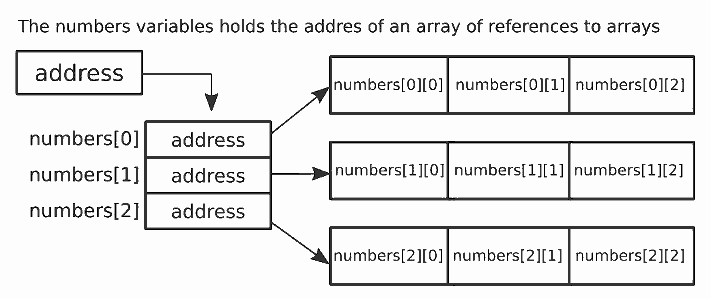 The numbers variables holds the addres of an array of references to arrays
address
numbers[0] address
numbers[1] address
numbers[2] address
numbers[0][0] numbers[0][1] numbers[0][2]
numbers[1][0] numbers[1][1] numbers[1][2]
numbers[2][0] numbers[2][1] numbers[2][2]